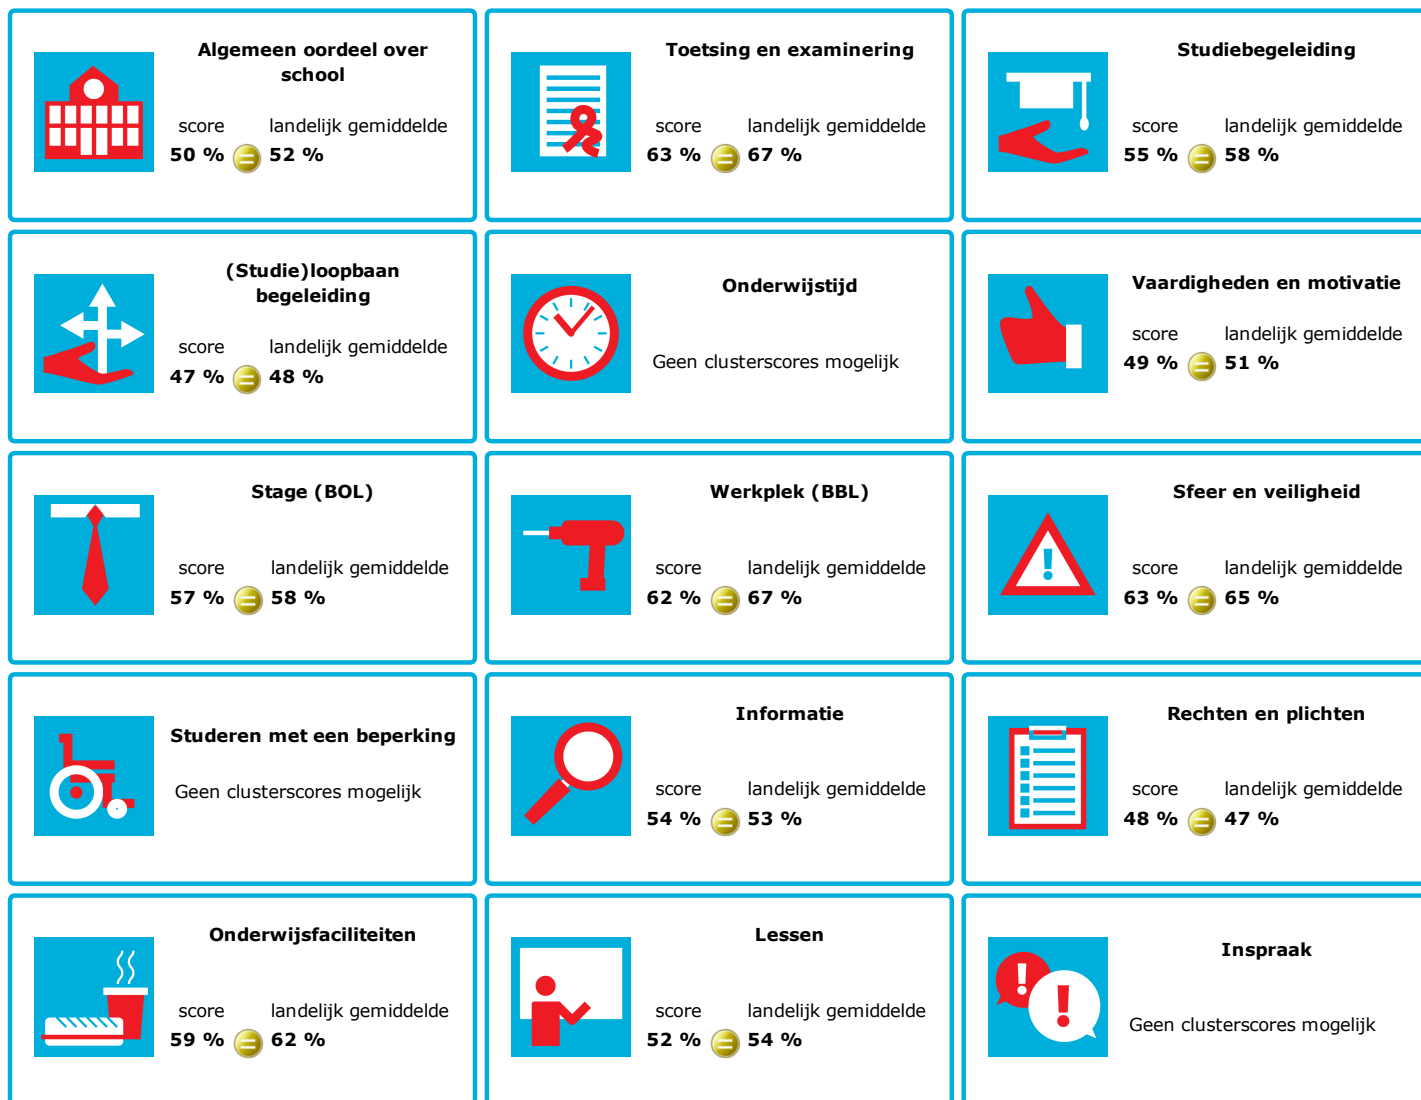 Algemeen oordeel over
school
score landelijk gemiddelde
50 % = 52 %
Toetsing en examinering
score landelijk gemiddelde
63 % = 67 %
Studiebegeleiding
score landelijk gemiddelde
55 % = 58 %
(Studie)loopbaan
begeleiding
score landelijk gemiddelde
47 % = 48 %
Onderwijstijd
Geen clusterscores mogelijk
Vaardigheden en motivatie
score landelijk gemiddelde
49 % = 51 %
Stage (BOL)
score landelijk gemiddelde
57 % = 58 %
Werkplek (BBL)
score landelijk gemiddelde
62 % = 67 %
Sfeer en veiligheid
score landelijk gemiddelde
63 % = 65 %
Studeren met een beperking
Geen clusterscores mogelijk
Informatie
score landelijk gemiddelde
54 % = 53 %
Rechten en plichten
score landelijk gemiddelde
48 % = 47 %
Onderwijsfaciliteiten
score landelijk gemiddelde
59 % = 62 %
Lessen
score landelijk gemiddelde
52 % = 54 %
Inspraak
Geen clusterscores mogelijk